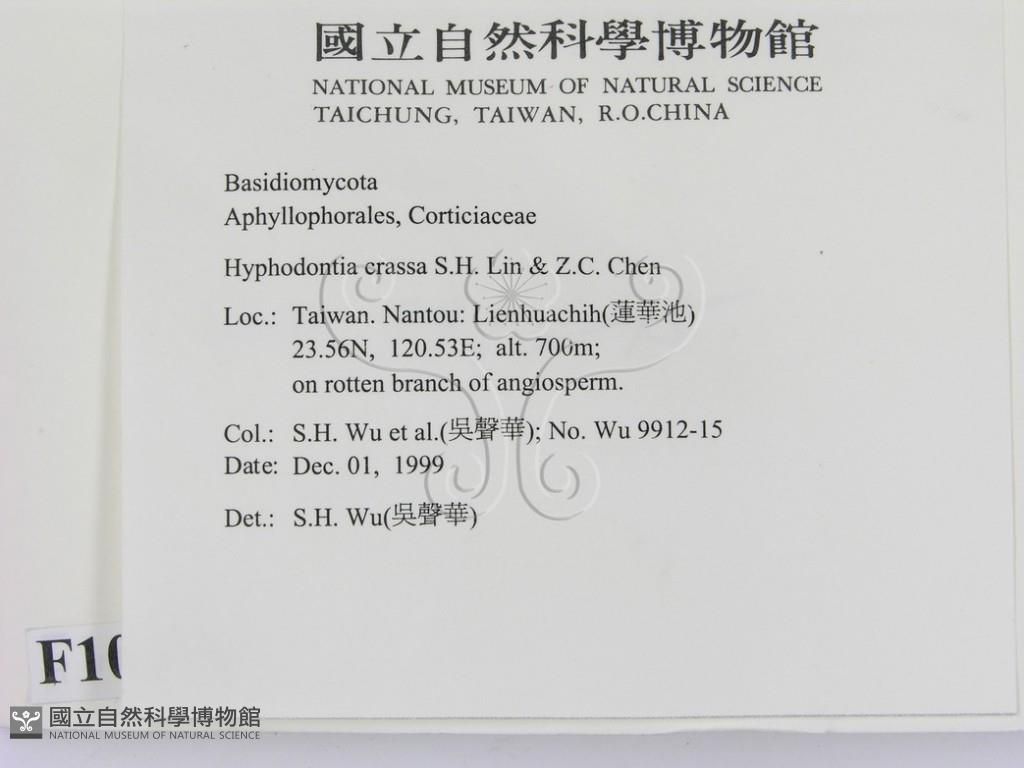 國立自然科學博物館
NATIONAL MUSEUM OF NATURAL SCIENCE
TAICHUNG, TAIWAN, R.O.CHINA
Basidiomycota
Aphyllophorales, Corticiaceae
Hyphodontia crassa S.H. Lin & Z.C. Chen
Loc.: Taiwan. Nantou: Lienhuachih(蓮華池)
23.56N, 120.53E; alt. 700m;
on rotten branch of angiosperm.
Col.: S.H. Wu et al.(吳聲華); No. Wu 9912-15
Date: Dec. 01, 1999
Det.: S.H. Wu(吳聲華)
國立自然科學博物館
NATIONAL MUSEUM OF NATURAL SCIENCE